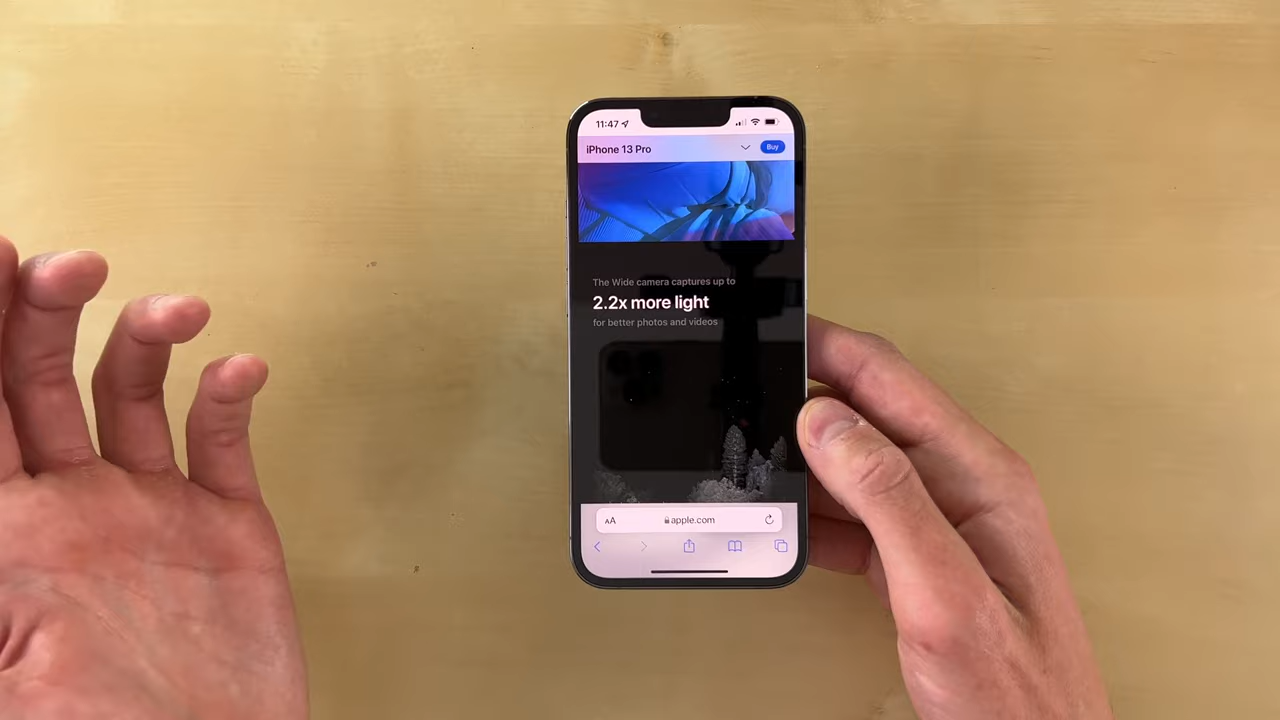 11:47
iPhone 13 Pro
Buy
The Wide camera captures up to
2.2x more light
for better photos and videos
AA
apple.com